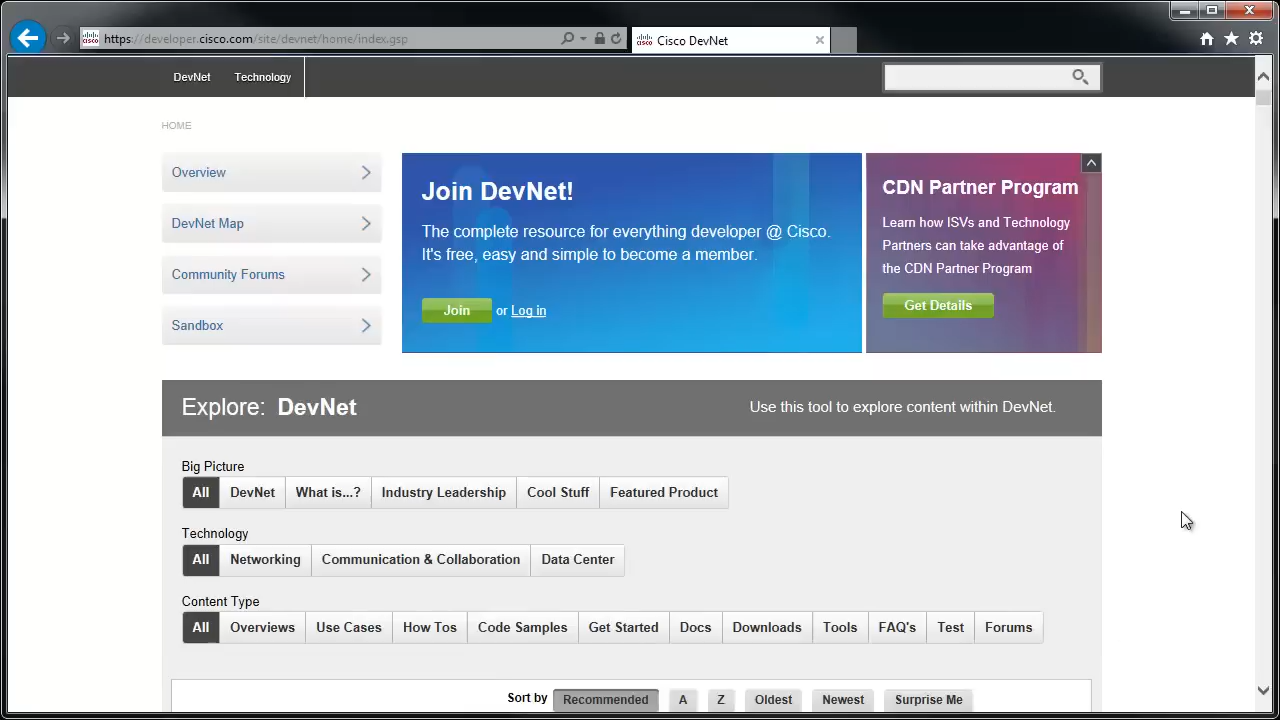 https://developer.cisco.com/site/devnet/home/index.gsp
Cisco DevNet
DevNet Technology
HOME
Overview
DevNet Map
Community Forums
Sandbox
Join DevNet!
The complete resource for everything developer @ Cisco.
It's free, easy and simple to become a member.
Join or Log in
CDN Partner Program
Learn how ISVs and Technology
Partners can take advantage of
the CDN Partner Program
Get Details
Explore: DevNet
Use this tool to explore content within DevNet.
Big Picture
All DevNet What is...? Industry Leadership Cool Stuff Featured Product
Technology
All Networking Communication & Collaboration Data Center
Content Type
All Overviews Use Cases How Tos Code Samples Get Started Docs Downloads Tools FAQ's Test Forums
Sort by Recommended A Z Oldest Newest Surprise Me